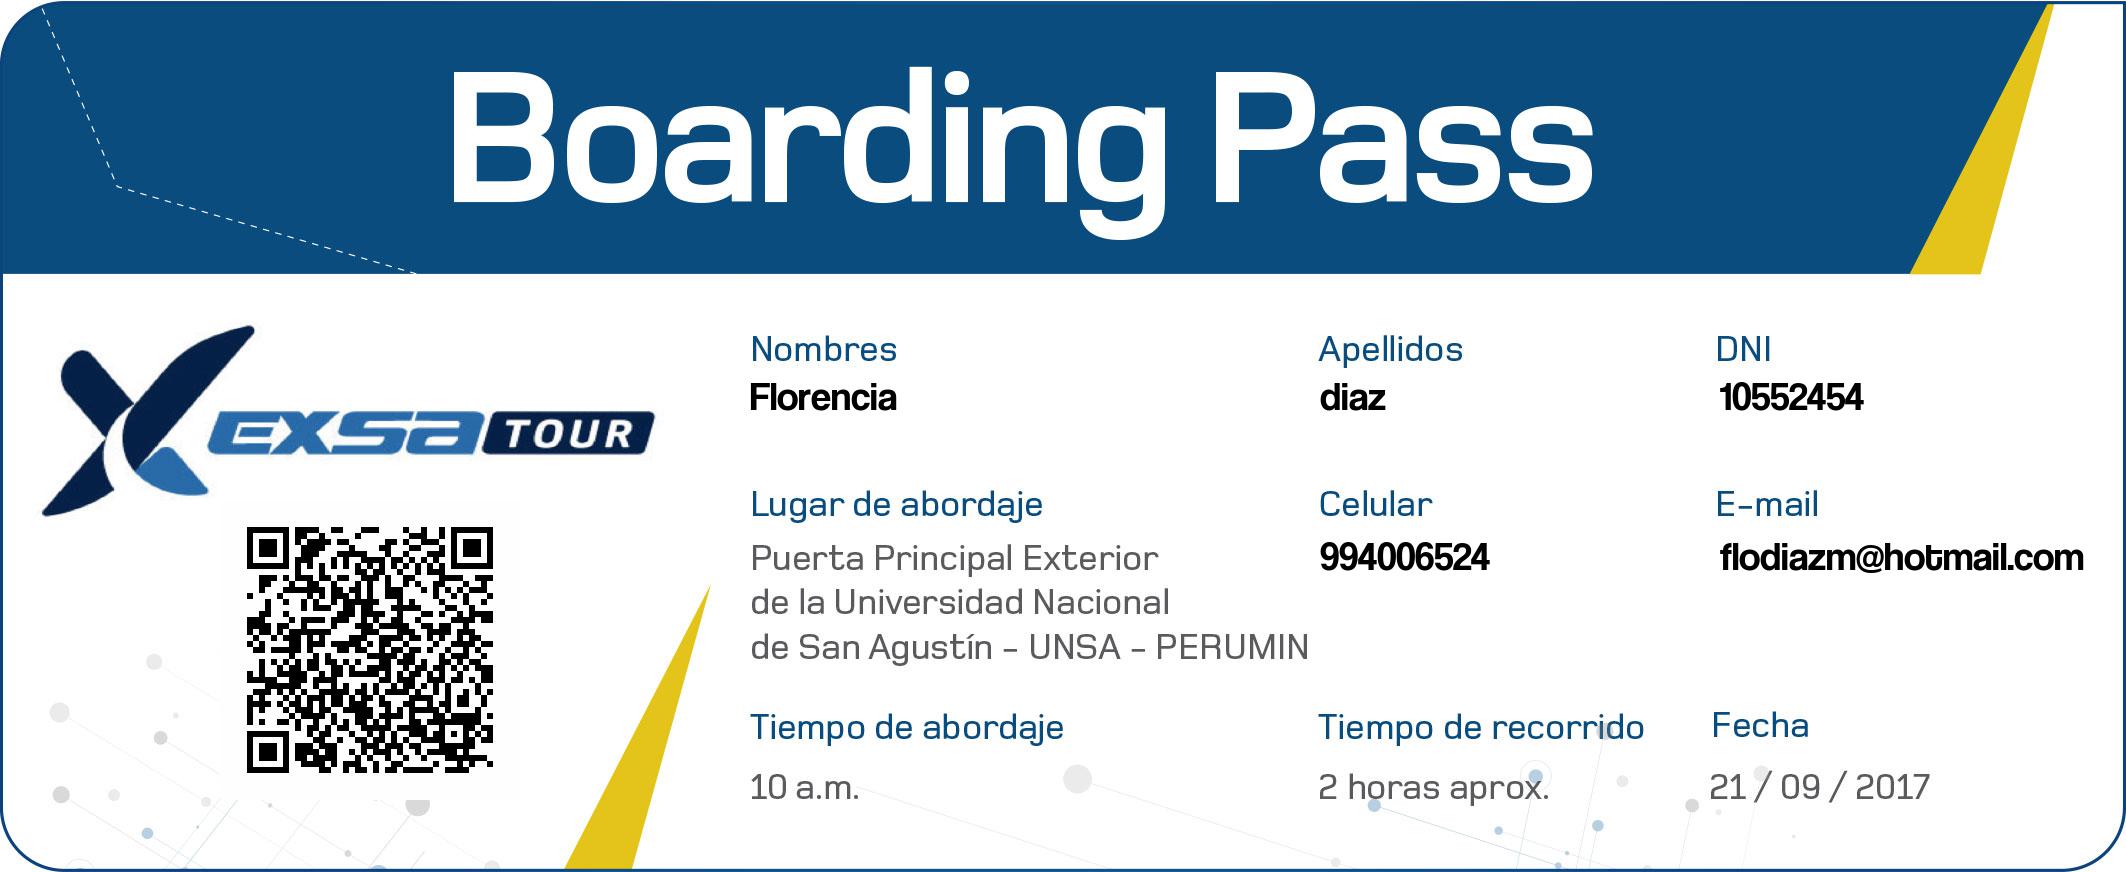 Boarding Pass
EXSA TOUR
Nombres
Florencia
Apellidos
diaz
DNI
10552454
Lugar de abordaje
Puerta Principal Exterior
de la Universidad Nacional
de San Agustín - UNSA - PERUMIN
Celular
994006524
E-mail
flodiazm@hotmail.com
Tiempo de abordaje
10 a.m.
Tiempo de recorrido
2 horas aprox.
Fecha
21 / 09 / 2017